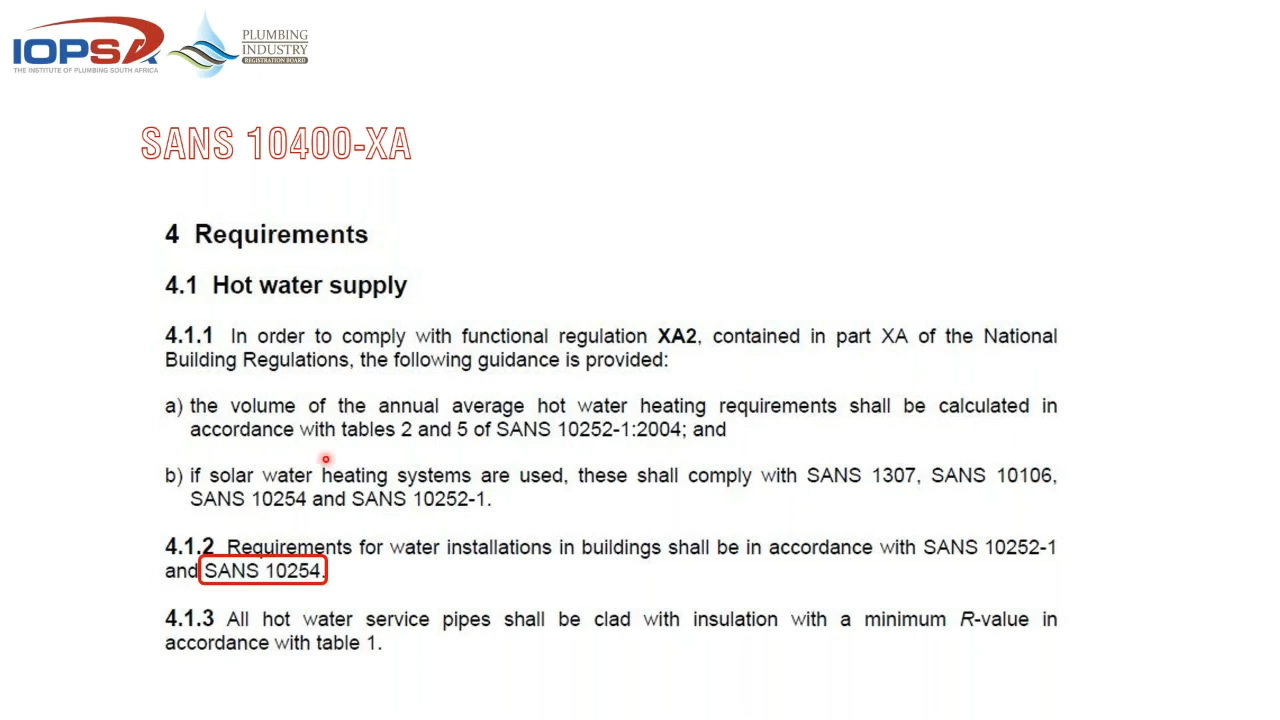 IOPSA
THE INSTITUTE OF PLUMBING SOUTH AFRICA
PLUMBING
INDUSTRY
REGISTRATION BOARD
SANS 10400-XA
4 Requirements
4.1 Hot water supply
4.1.1 In order to comply with functional regulation XA2, contained in part XA of the National
Building Regulations, the following guidance is provided:
a) the volume of the annual average hot water heating requirements shall be calculated in
accordance with tables 2 and 5 of SANS 10252-1:2004; and
b) if solar water heating systems are used, these shall comply with SANS 1307, SANS 10106,
SANS 10254 and SANS 10252-1.
4.1.2 Requirements for water installations in buildings shall be in accordance with SANS 10252-1
and SANS 10254.
4.1.3 All hot water service pipes shall be clad with insulation with a minimum R-value in
accordance with table 1.